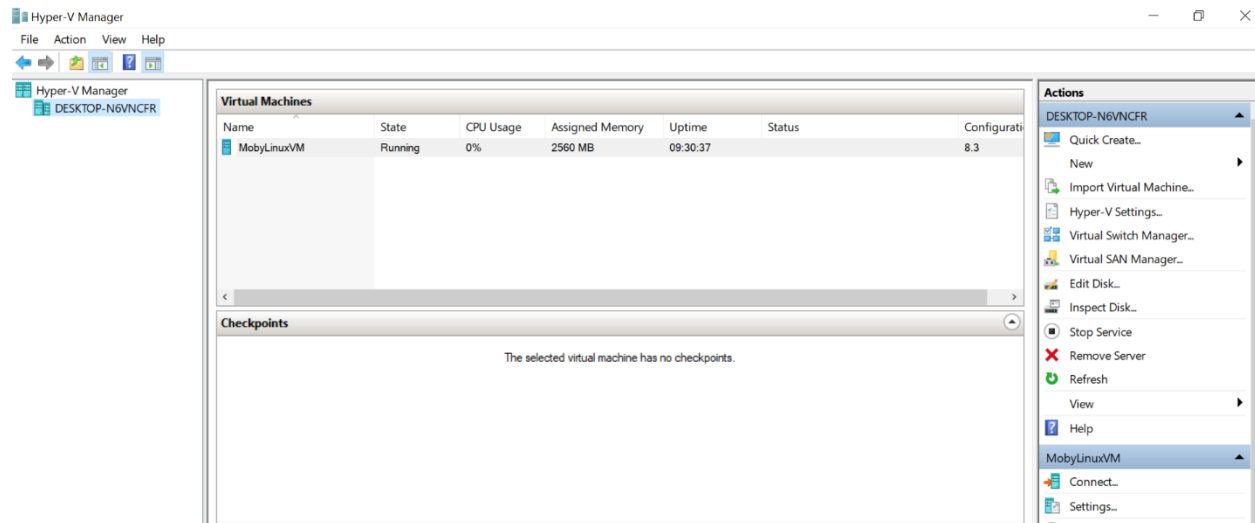 Hyper-V Manager
File Action View Help
Hyper-V Manager
DESKTOP-N6VNCFR
Virtual Machines
Name State CPU Usage Assigned Memory Uptime Status Configurati
MobyLinuxVM Running 0% 2560 MB 09:30:37 8.3
Checkpoints
The selected virtual machine has no checkpoints.
Actions
DESKTOP-N6VNCFR
Quick Create...
New
Import Virtual Machine...
Hyper-V Settings...
Virtual Switch Manager...
Virtual SAN Manager...
Edit Disk...
Inspect Disk...
Stop Service
Remove Server
Refresh
View
Help
MobyLinuxVM
Connect...
Settings...